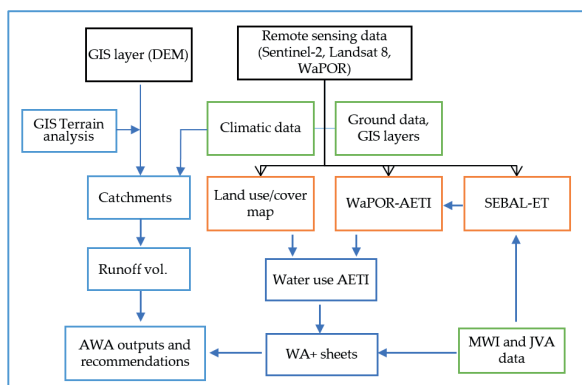 GIS layer (DEM)
Remote sensing data
(Sentinel-2, Landsat 8,
WaPOR)
GIS Terrain
analysis
Climatic data
Ground data,
GIS layers
Catchments
Land use/cover
map
WaPOR-AETI
SEBAL-ET
Runoff vol.
Water use AETI
AWA outputs and
recommendations
WA+ sheets
MWI and JVA
data